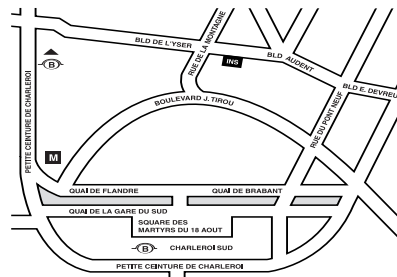 BLD DE L'YSER
RUE DE LA MONTAGNE
INS
BLD AUDENT
BLD E. DEVREU
B
PETITE CEINTURE DE CHARLEROI
BOULEVARD J. TIROU
RUE DU PONT NEUF
M
QUAI DE FLANDRE
QUAI DE BRABANT
QUAI DE LA GARE DU SUD
SQUARE DES
MARTYRS DU 18 AOUT
B
CHARLEROI SUD
PETITE CEINTURE DE CHARLEROI